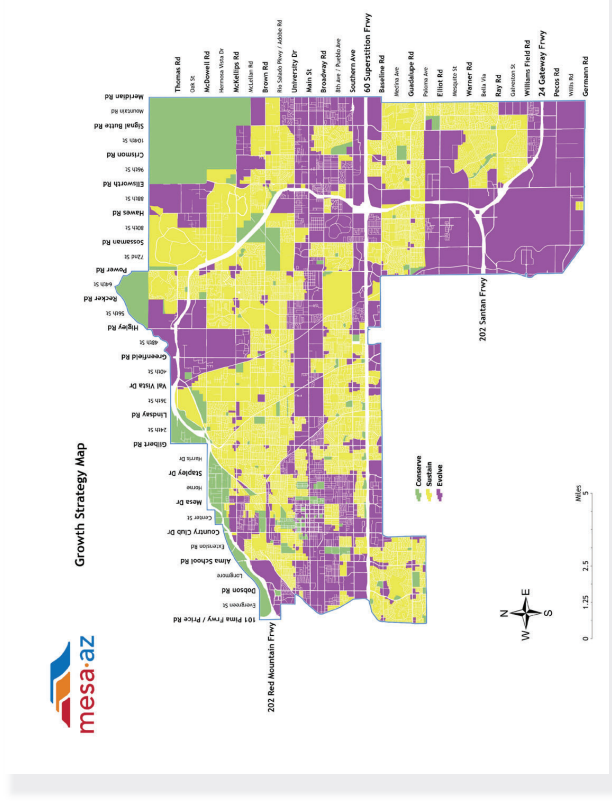 mesa·az
Growth Strategy Map
Meridian Rd
Mountain Rd
Signal Butte Rd
104th St
Crismon Rd
96th St
Ellsworth Rd
88th St
Hawes Rd
80th St
Sossaman Rd
72nd St
Power Rd
64th St
Recker Rd
56th St
Higley Rd
48th St
Greenfield Rd
40th St
Val Vista Dr
36th St
Lindsay Rd
24th St
Gilbert Rd
Harris Dr
Stapley Dr
Horne
Mesa Dr
Center St
Country Club Dr
Extension Rd
Alma School Rd
Longmore
Dobson Rd
Evergreen St
101 Pima Frwy / Price Rd
202 Red Mountain Frwy
Thomas Rd
Oak St
McDowell Rd
Hermosa Vista Dr
McKellips Rd
McLellan Rd
Brown Rd
Rio Salado Pkwy / Adobe Rd
University Dr
Main St
Broadway Rd
8th Ave / Pueblo Ave
Southern Ave
60 Superstition Frwy
Baseline Rd
Medina Ave
Guadalupe Rd
Paloma Ave
Elliot Rd
Mesquite St
Warner Rd
Bella Via
Ray Rd
Galveston St
Williams Field Rd
24 Gateway Frwy
Pecos Rd
Willis Rd
Germann Rd
202 Santan Frwy
Conserve
Sustain
Evolve
N
W
E
S
0
1.25
2.5
5
Miles